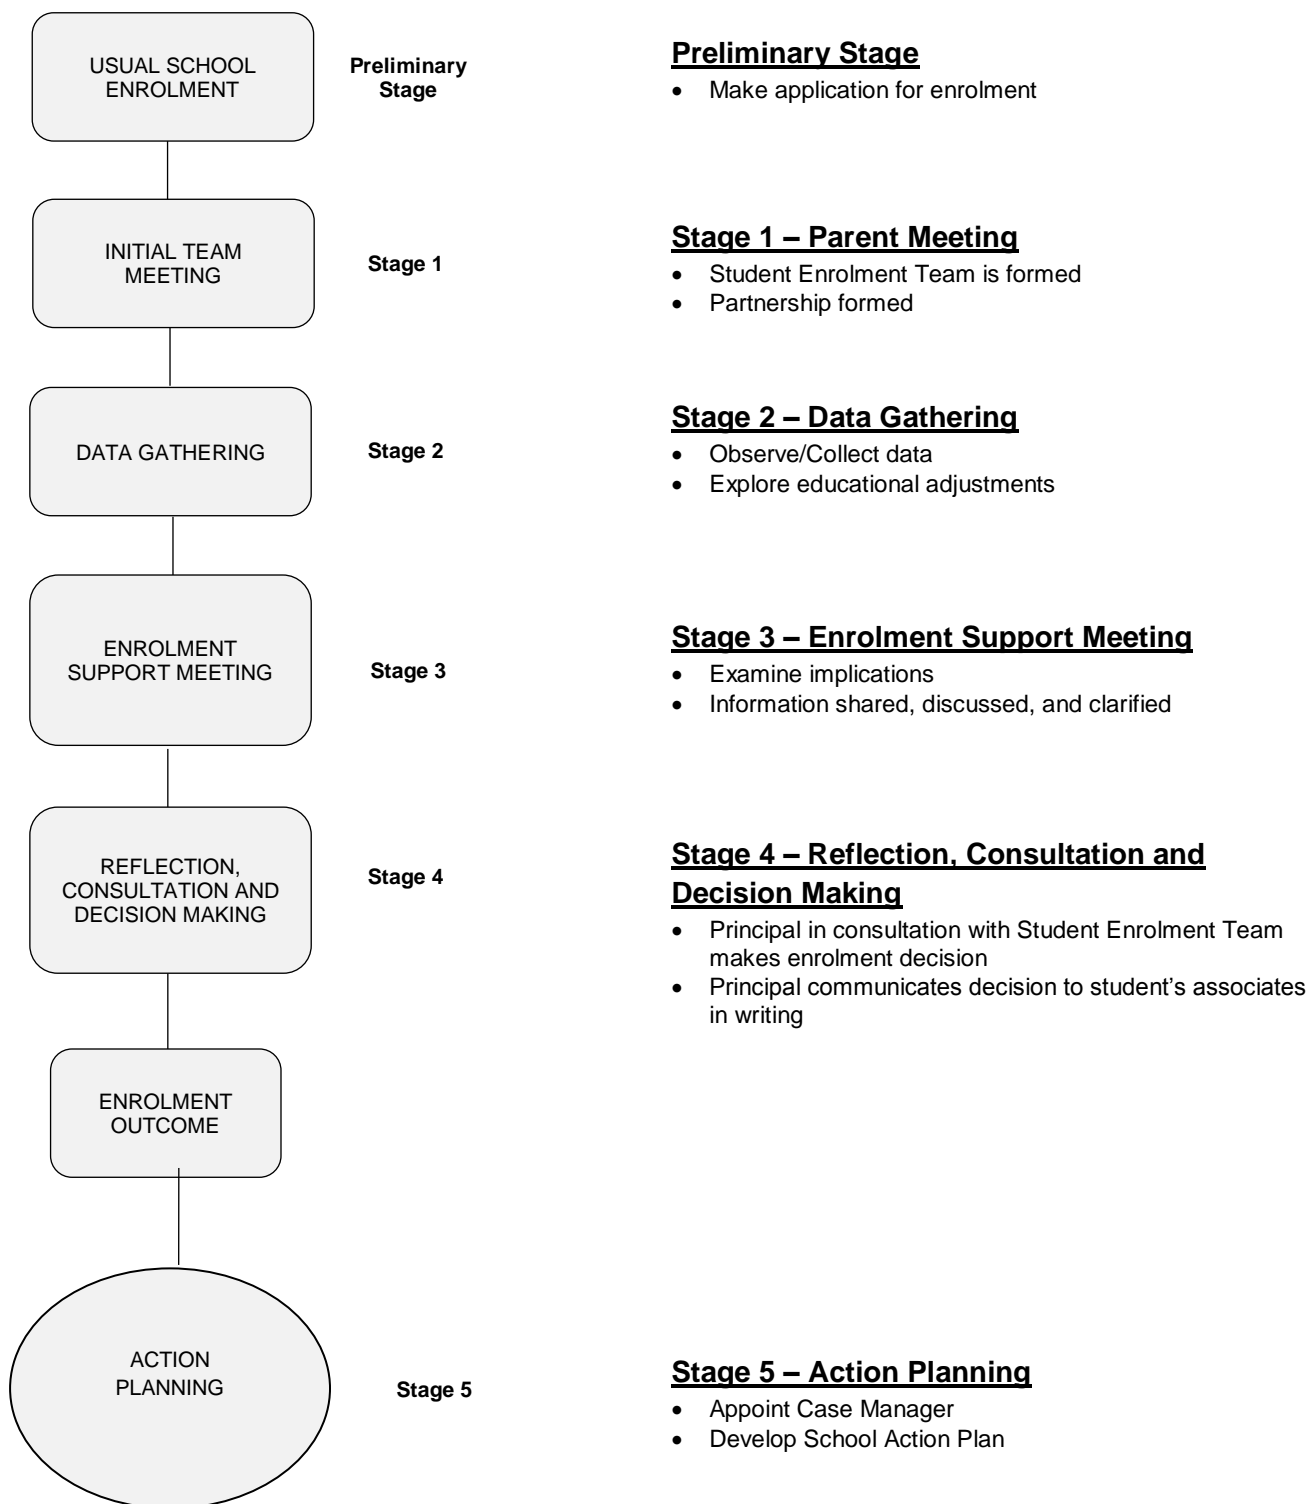 USUAL SCHOOL
ENROLMENT
Preliminary
Stage
Preliminary Stage
• Make application for enrolment
INITIAL TEAM
MEETING
Stage 1
Stage 1 – Parent Meeting
• Student Enrolment Team is formed
• Partnership formed
DATA GATHERING
Stage 2
Stage 2 – Data Gathering
• Observe/Collect data
• Explore educational adjustments
ENROLMENT
SUPPORT MEETING
Stage 3
Stage 3 – Enrolment Support Meeting
• Examine implications
• Information shared, discussed, and clarified
REFLECTION,
CONSULTATION AND
DECISION MAKING
Stage 4
Stage 4 – Reflection, Consultation and
Decision Making
• Principal in consultation with Student Enrolment Team
makes enrolment decision
• Principal communicates decision to student’s associates
in writing
ENROLMENT
OUTCOME
ACTION
PLANNING
Stage 5
Stage 5 – Action Planning
• Appoint Case Manager
• Develop School Action Plan